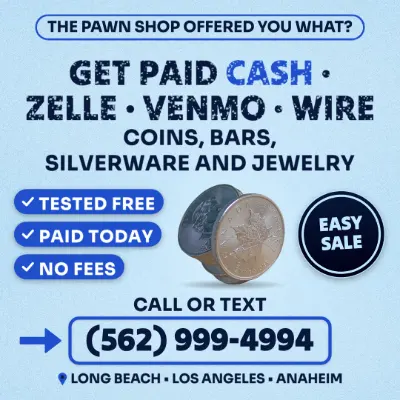 THE PAWN SHOP OFFERED YOU WHAT?
GET PAID CASH •
ZELLE • VENMO • WIRE
COINS, BARS,
SILVERWARE AND JEWELRY
TESTED FREE
PAID TODAY
NO FEES
EASY
SALE
CALL OR TEXT
(562) 999-4994
LONG BEACH • LOS ANGELES • ANAHEIM